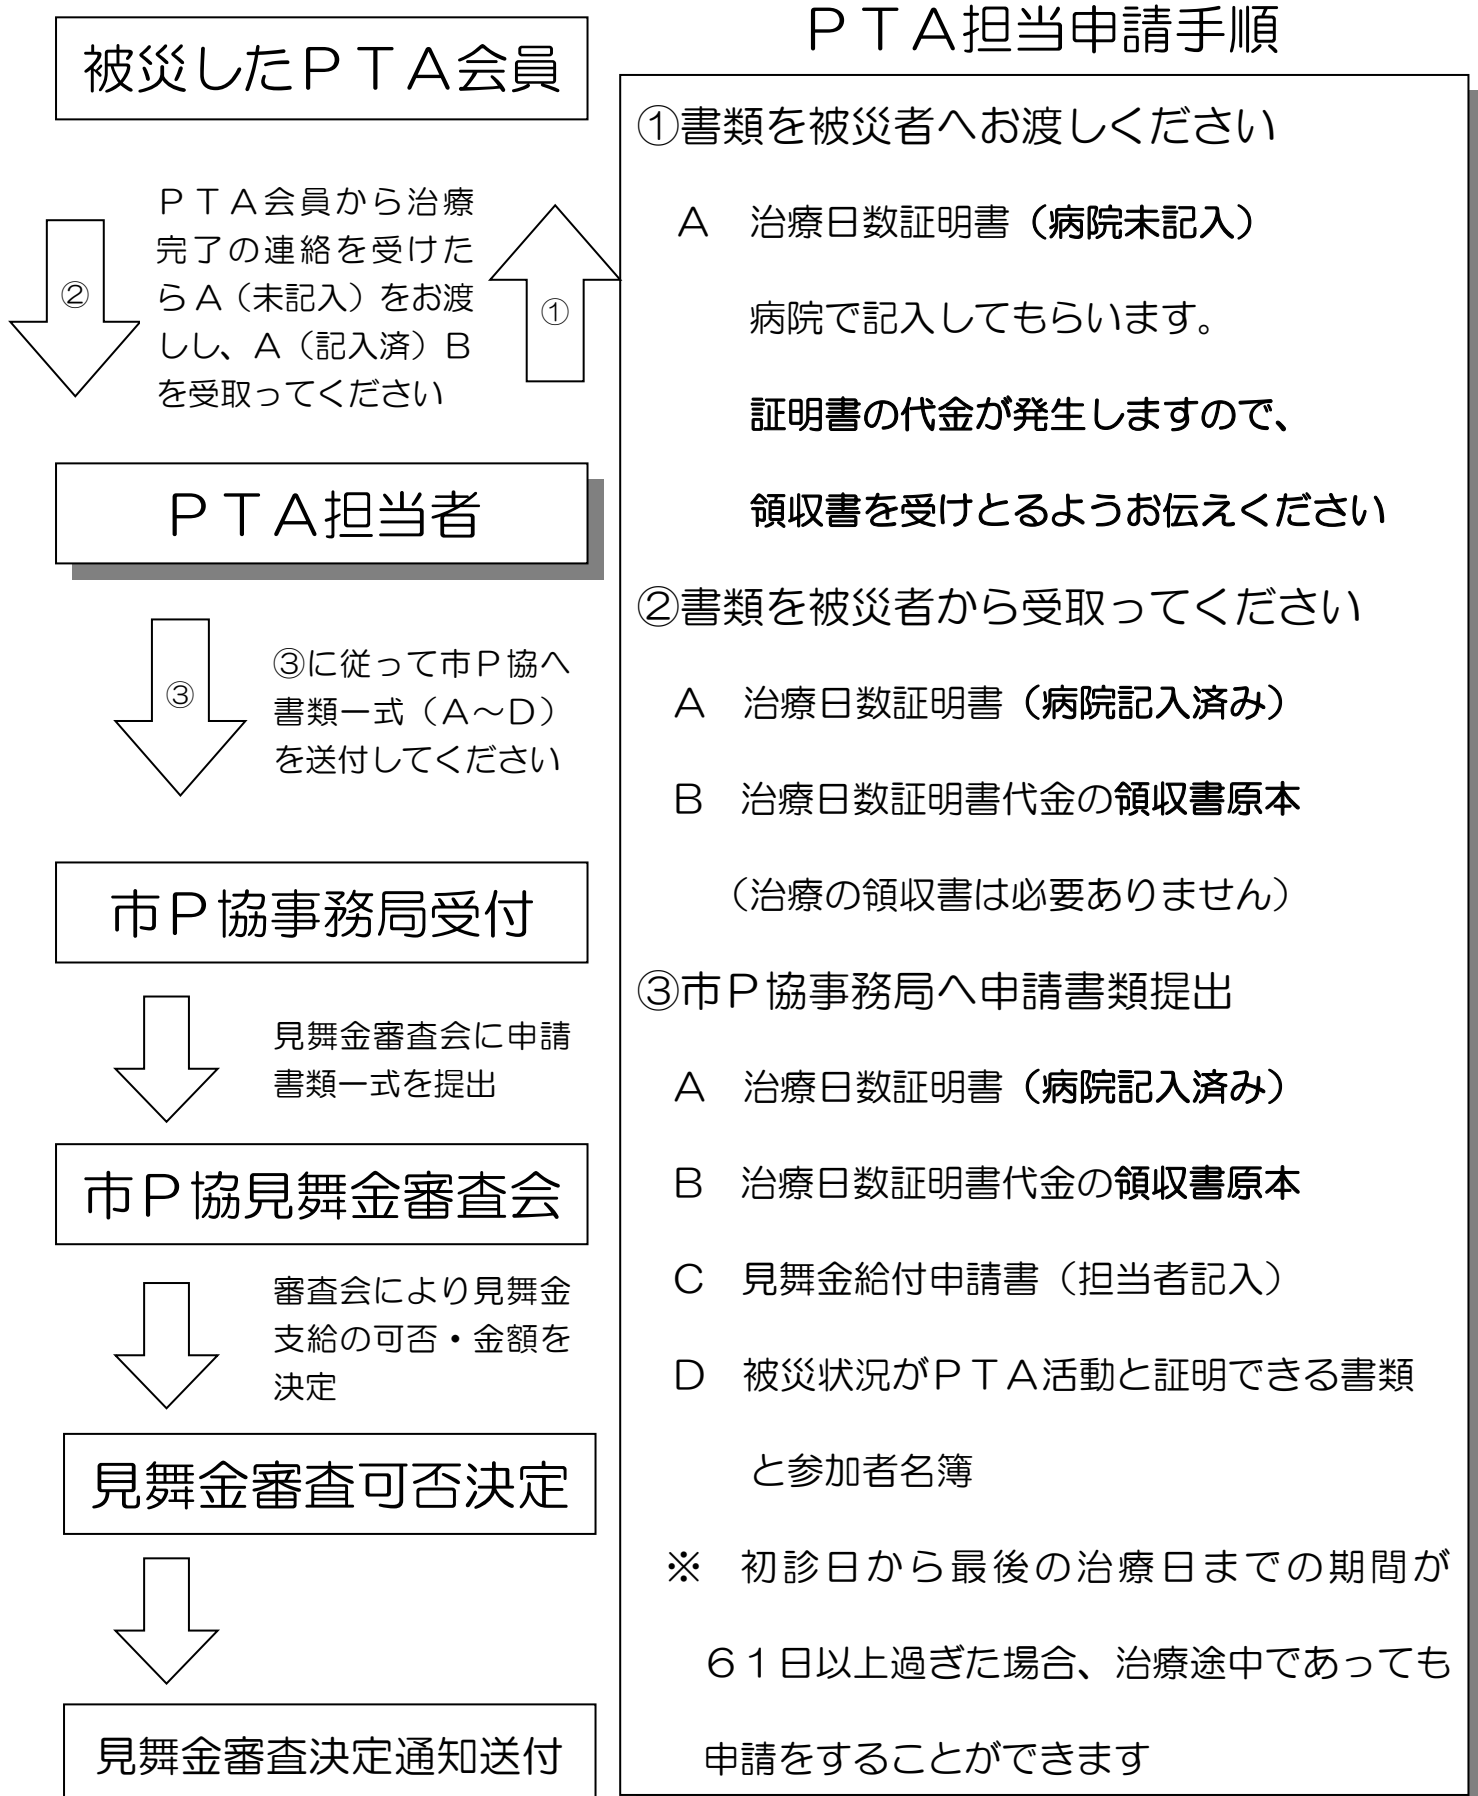 ＰＴＡ担当申請手順
被災したＰＴＡ会員
②
ＰＴＡ会員から治療
完了の連絡を受けた
らＡ（未記入）をお渡
しし、Ａ（記入済）Ｂ
を受取ってください
①
ＰＴＡ担当者
③
③に従って市Ｐ協へ
書類一式（Ａ～Ｄ）
を送付してください
市Ｐ協事務局受付
見舞金審査会に申請
書類一式を提出
市Ｐ協見舞金審査会
審査会により見舞金
支給の可否・金額を
決定
見舞金審査可否決定
見舞金審査決定通知送付
①書類を被災者へお渡しください
Ａ　治療日数証明書（病院未記入）
病院で記入してもらいます。
証明書の代金が発生しますので、
領収書を受けとるようお伝えください
②書類を被災者から受取ってください
Ａ　治療日数証明書（病院記入済み）
Ｂ　治療日数証明書代金の領収書原本
（治療の領収書は必要ありません）
③市Ｐ協事務局へ申請書類提出
Ａ　治療日数証明書（病院記入済み）
Ｂ　治療日数証明書代金の領収書原本
Ｃ　見舞金給付申請書（担当者記入）
Ｄ　被災状況がＰＴＡ活動と証明できる書類
と参加者名簿
※　初診日から最後の治療日までの期間が
６１日以上過ぎた場合、治療途中であっても
申請をすることができます